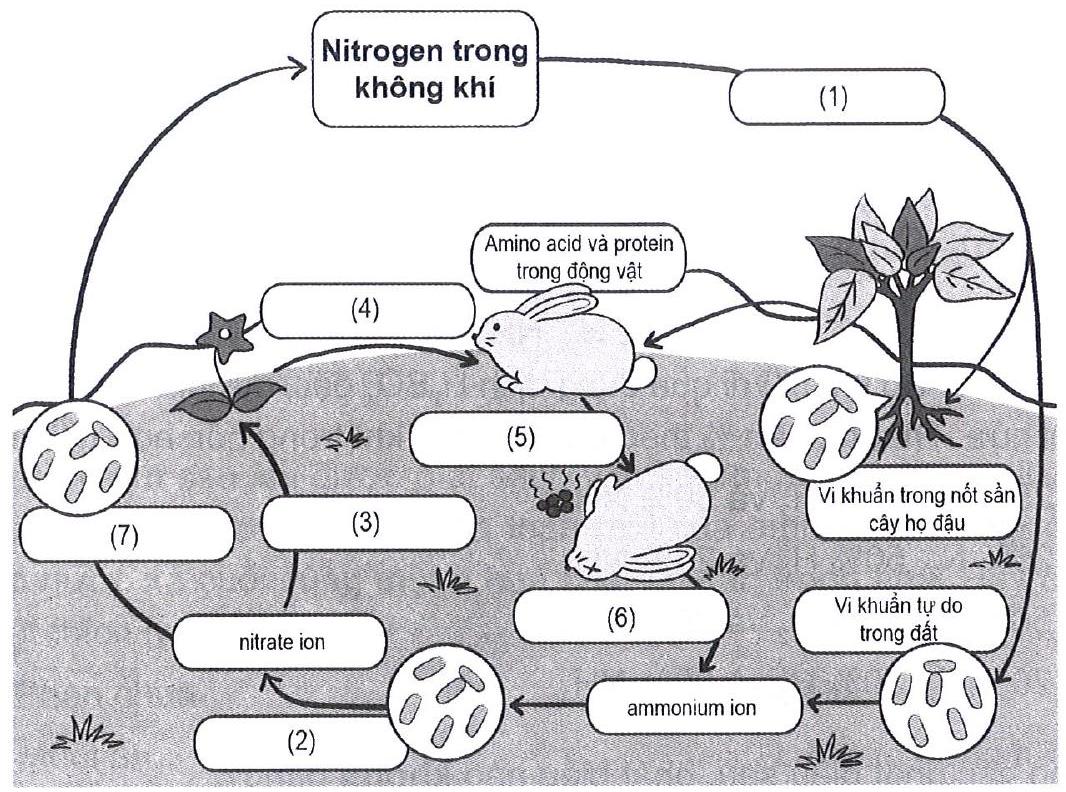 Nitrogen trong
không khí
(1)
Amino acid và protein
trong động vật
(4)
(5)
Vi khuẩn trong nốt sần
cây họ đậu
(3)
(7)
Vi khuẩn tự do
trong đất
(6)
nitrate ion
ammonium ion
(2)